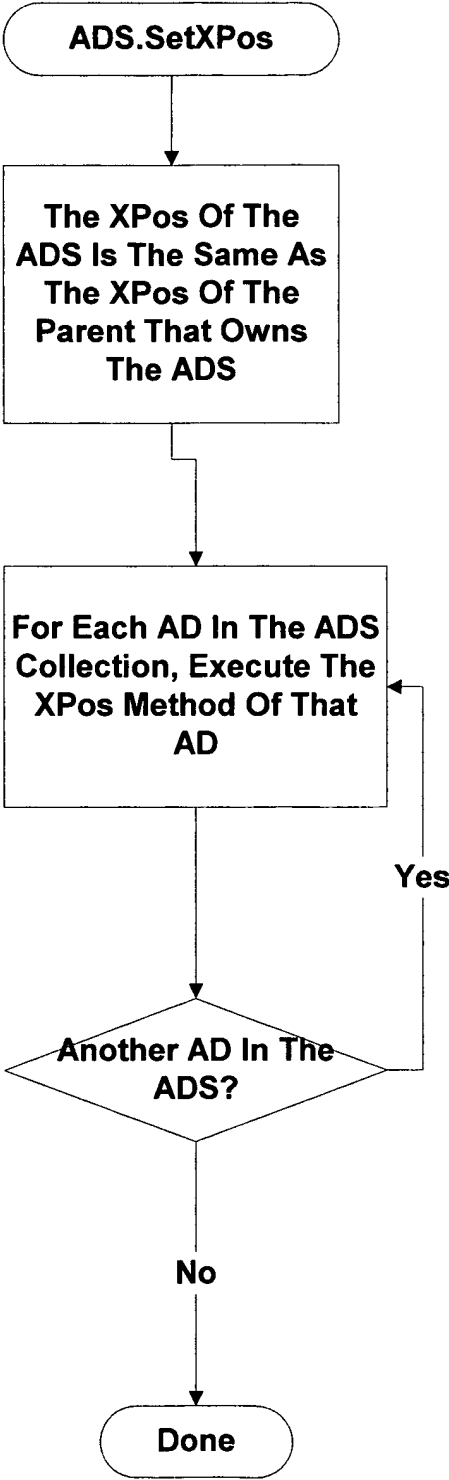 ADS.SetXPos
The XPos Of The
ADS Is The Same As
The XPos Of The
Parent That Owns
The ADS
For Each AD In The ADS
Collection, Execute The
XPos Method Of That
AD
Yes
Another AD In The
ADS?
No
Done